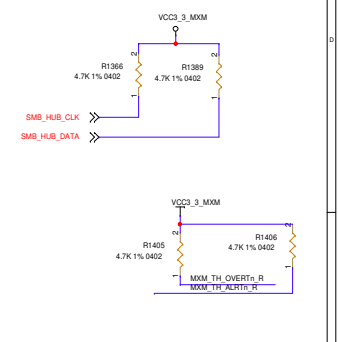 VCC3_3_MXM
D
2
2
R1366
R1389
4.7K 1% 0402
4.7K 1% 0402
1
1
SMB_HUB_CLK
SMB_HUB_DATA
VCC3_3_MXM
2
2
R1406
R1405
4.7K 1% 0402
4.7K 1% 0402
1
1
MXM_TH_OVERTn_R
MXM_TH_ALRTn_R